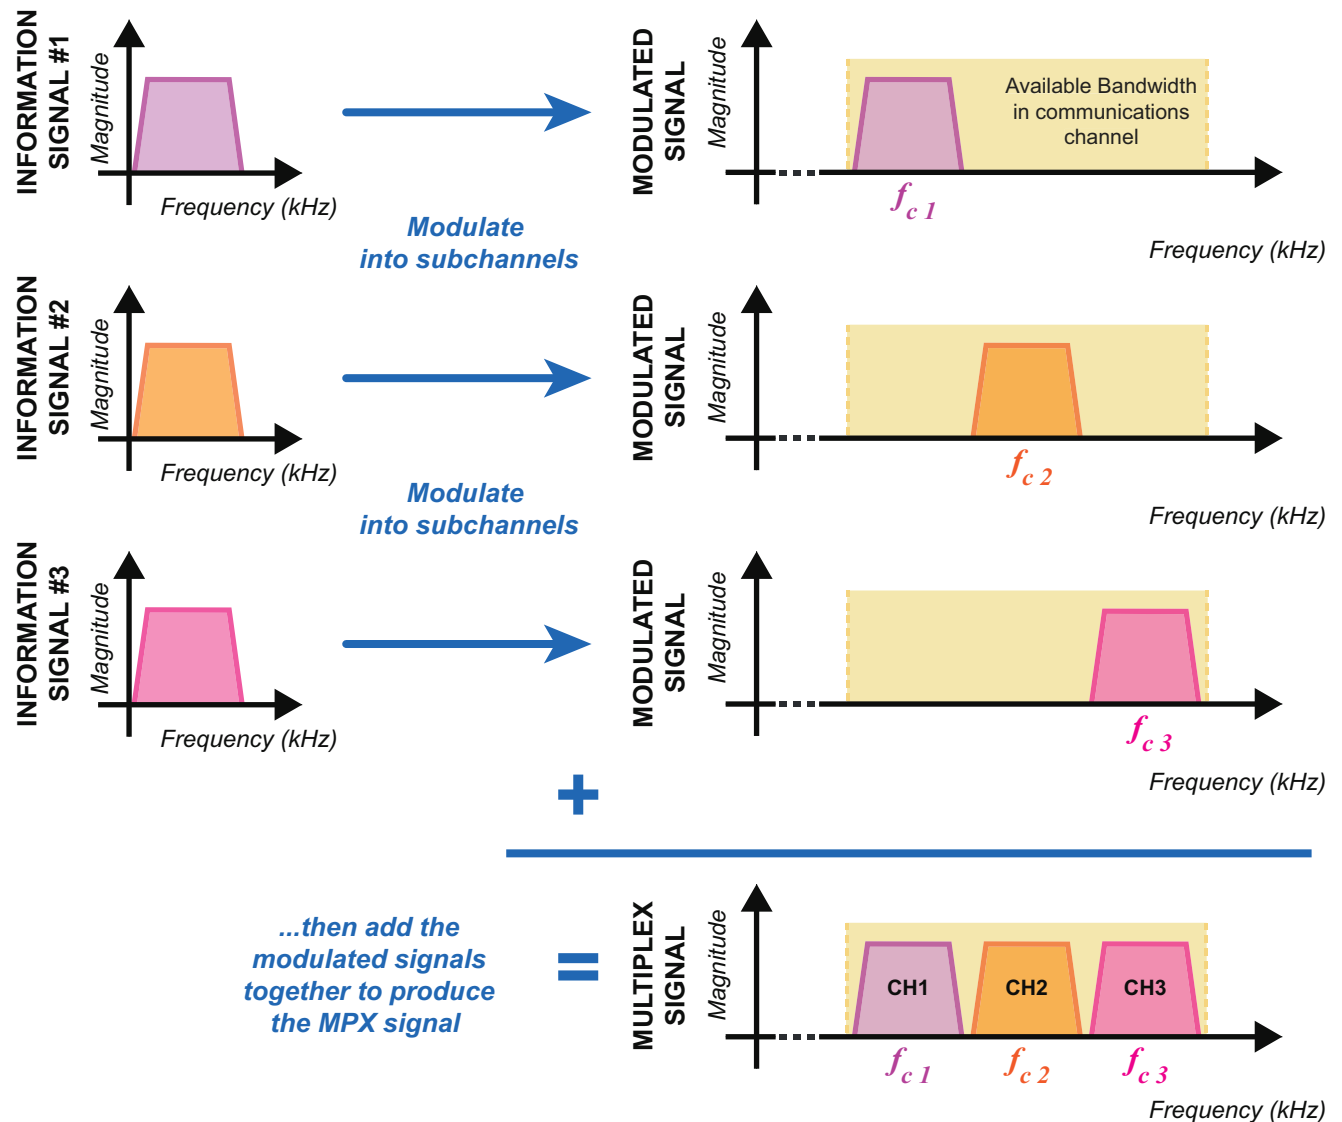 INFORMATION
SIGNAL #1
Magnitude
Frequency (kHz)
MODULATED
SIGNAL
Magnitude
Available Bandwidth
in communications
channel
fc 1
Frequency (kHz)
Modulate
into subchannels
INFORMATION
SIGNAL #2
Magnitude
Frequency (kHz)
MODULATED
SIGNAL
Magnitude
fc 2
Frequency (kHz)
Modulate
into subchannels
INFORMATION
SIGNAL #3
Magnitude
Frequency (kHz)
MODULATED
SIGNAL
Magnitude
fc 3
Frequency (kHz)
+
...then add the
modulated signals
together to produce
the MPX signal
=
MULTIPLEX
SIGNAL
Magnitude
CH1 CH2 CH3
fc 1 fc 2 fc 3
Frequency (kHz)